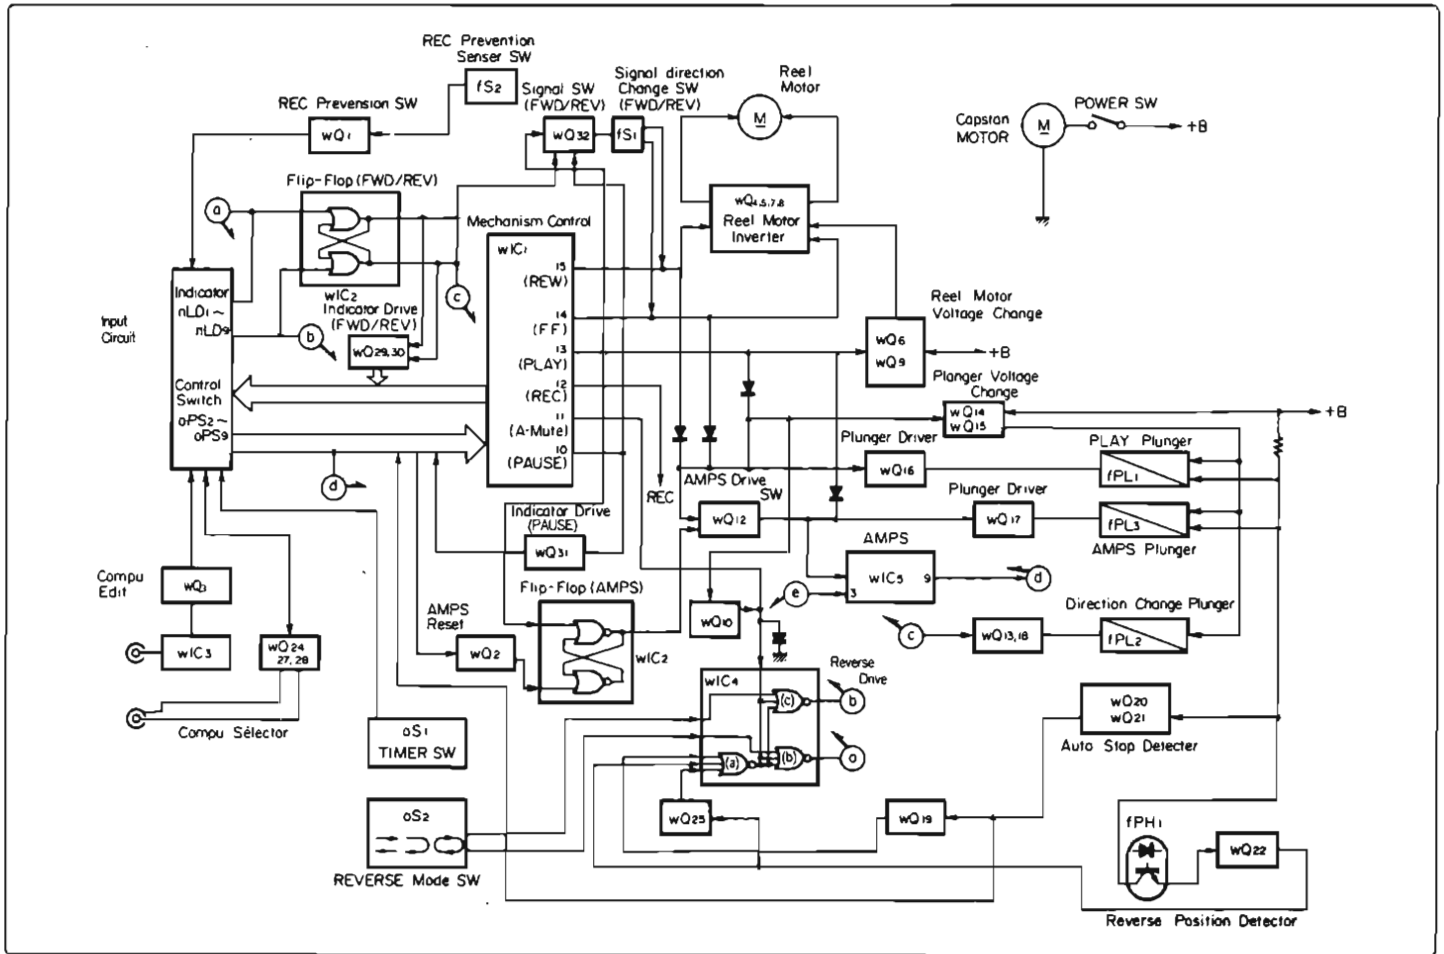 REC Prevention
Senser SW
fS2
REC Prevension SW
wQ1
Signal SW
(FWD/REV)
wQ32
Signal direction
Change SW
(FWD/REV)
fS1
Reel
Motor
M
Capstan
MOTOR
M
POWER SW
+B
Flip-Flop (FWD/REV)
a
wIC2
Indicator Drive
(FWD/REV)
wQ29,30
c
b
Input
Circuit
Indicator
nLD1~
nLD9
Control
Switch
oPS2~
oPS9
d
Mechanism Control
wIC1
15
(REW)
14
(FF)
13
(PLAY)
12
(REC)
11
(A-Mute)
10
(PAUSE)
wQ4,5,7,8
Reel Motor
Inverter
Reel Motor
Voltage Change
wQ6
wQ9
+B
Planger Voltage
Change
wQ14
wQ15
+B
Plunger Driver
wQ16
PLAY Plunger
fPL1
REC
AMPS Drive
SW
wQ12
Plunger Driver
wQ17
fPL3
AMPS Plunger
AMPS
wIC5
9
3
d
e
Indicator Drive
(PAUSE)
wQ31
Flip-Flop (AMPS)
wIC2
wQ10
c
wQ13,18
Direction Change Plunger
fPL2
Compu
Edit
wQ3
wIC3
wQ24
27,28
Compu Sélector
AMPS
Reset
wQ2
oS1
TIMER SW
oS2
REVERSE Mode SW
wIC4
(c)
(a)
(b)
Reverse
Drive
b
a
wQ25
wQ19
wQ20
wQ21
Auto Stop Detecter
fPH1
wQ22
Reverse Position Detector